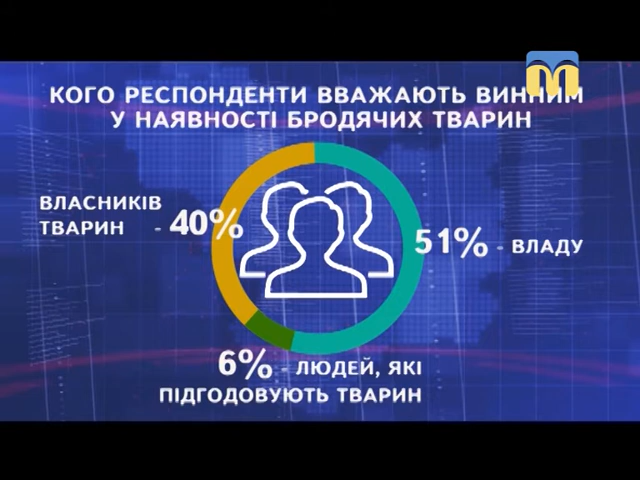 КОГО РЕСПОНДЕНТИ ВВАЖАЮТЬ ВИННИМ
У НАЯВНОСТІ БРОДЯЧИХ ТВАРИН
ВЛАСНИКІВ
ТВАРИН - 40%
51% - ВЛАДУ
6% - ЛЮДЕЙ, ЯКІ
ПІДГОДОВУЮТЬ ТВАРИН